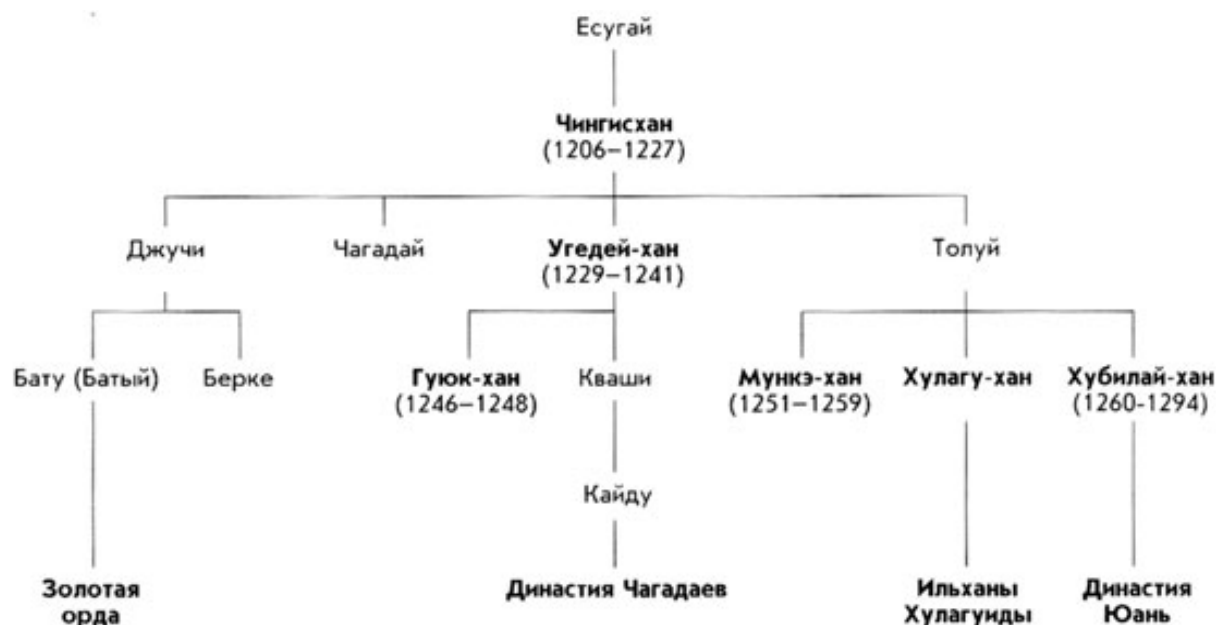 Есугай
Чингисхан
(1206–1227)
Джучи
Чагадай
Угедей-хан
(1229–1241)
Толуй
Бату (Батый)
Берке
Гуюк-хан
(1246–1248)
Кваши
Мункэ-хан
(1251–1259)
Хулагу-хан
Хубилай-хан
(1260-1294)
Кайду
Золотая
орда
Династия Чагадаев
Ильханы
Хулагуиды
Династия
Юань